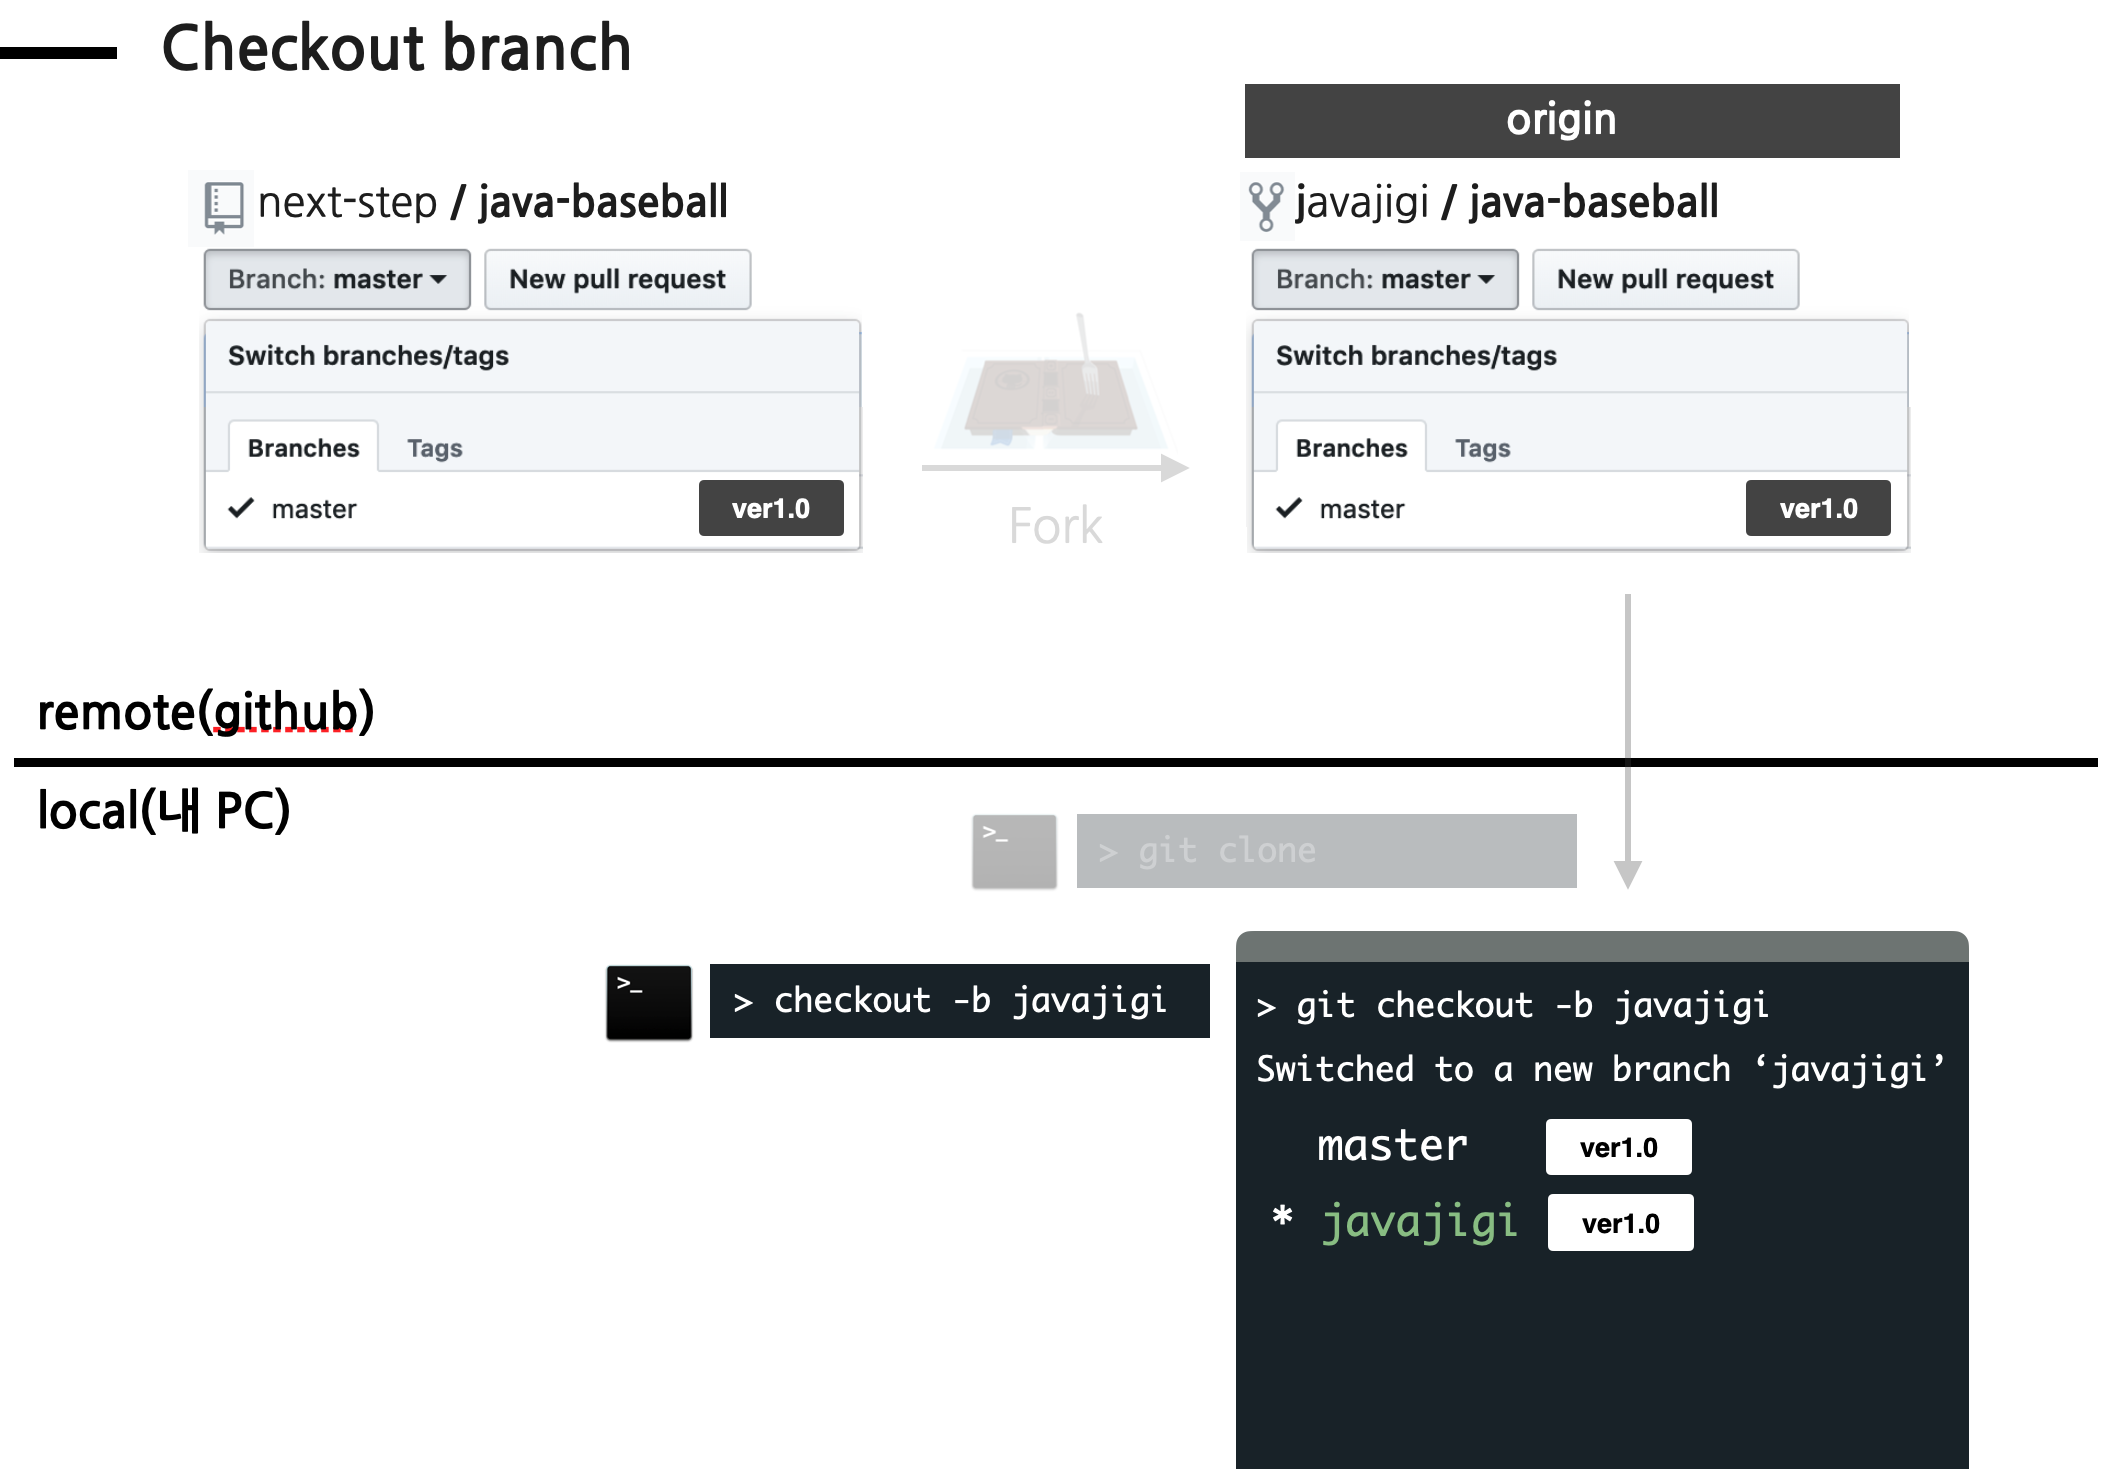 Checkout branch
origin
next-step / java-baseball
javajigi / java-baseball
Branch: master
New pull request
Branch: master
New pull request
Switch branches/tags
Switch branches/tags
Branches
Tags
Branches
Tags
master
ver1.0
master
ver1.0
Fork
remote(github)
local(내 PC)
>_
> git clone
>_
> checkout -b javajigi
> git checkout -b javajigi
Switched to a new branch ‘javajigi’
master
ver1.0
* javajigi
ver1.0